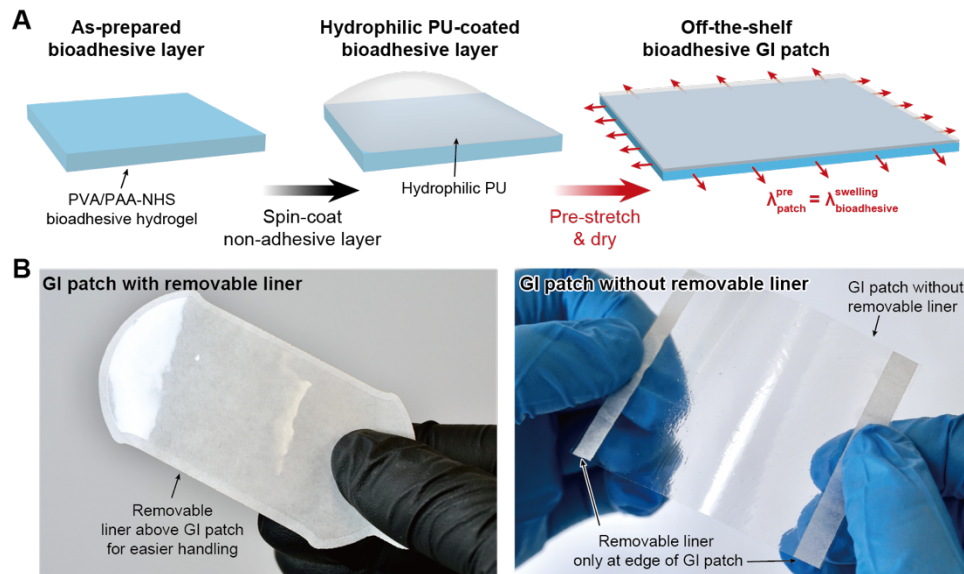 A
As-prepared
bioadhesive layer
Hydrophilic PU-coated
bioadhesive layer
Off-the-shelf
bioadhesive GI patch
PVA/PAA-NHS
bioadhesive hydrogel
Spin-coat
non-adhesive layer
Hydrophilic PU
Pre-stretch
& dry
λ^pre_patch = λ^swelling_bioadhesive
B
GI patch with removable liner
Removable
liner above GI patch
for easier handling
GI patch without removable liner
GI patch without
removable liner
Removable liner
only at edge of GI patch